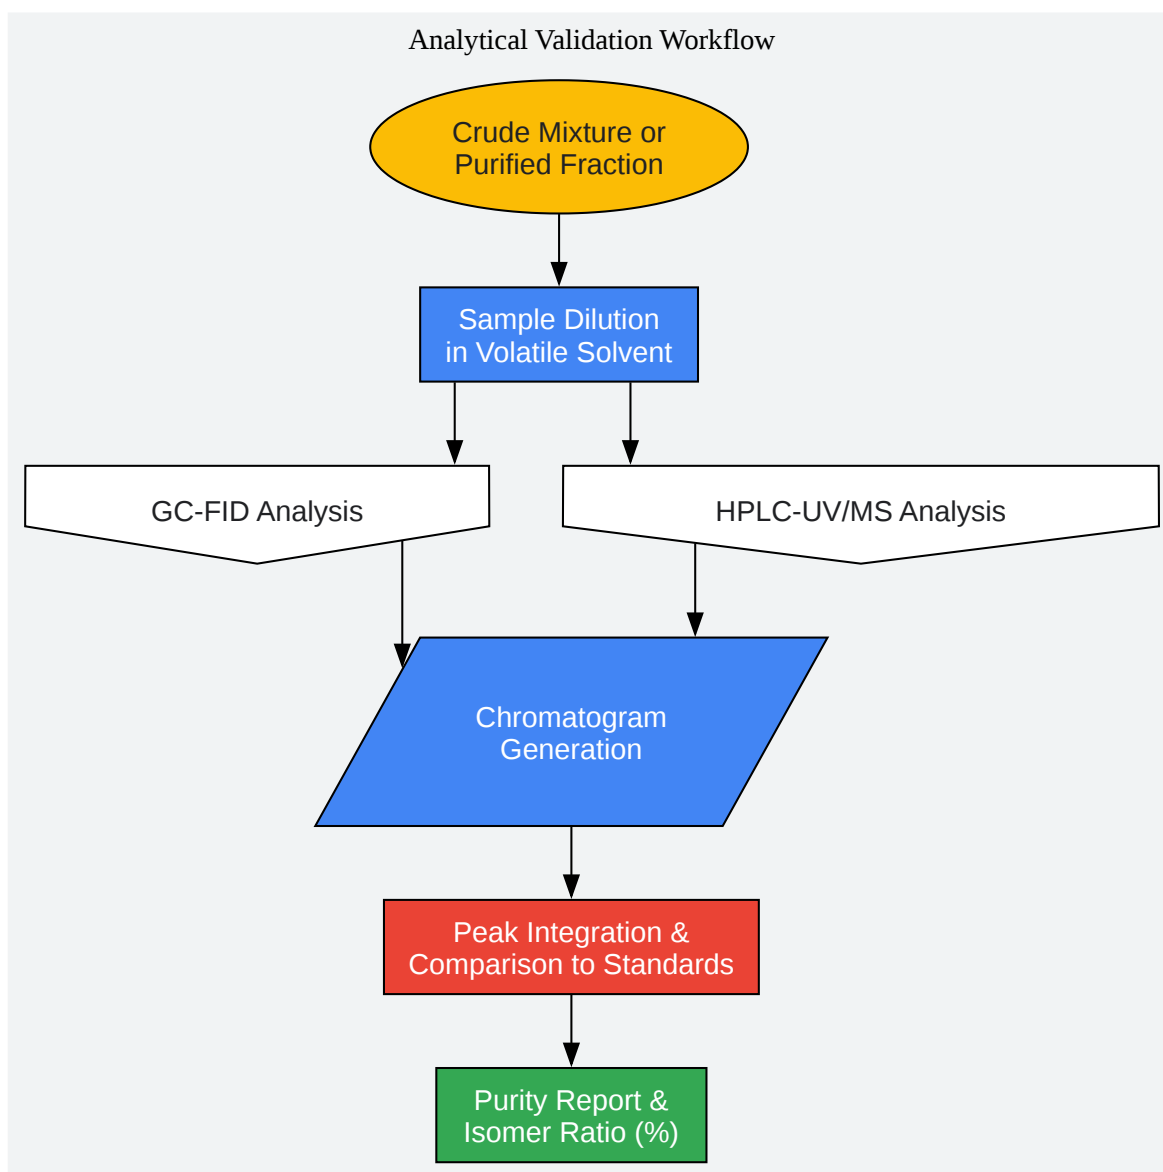 Analytical Validation Workflow
Crude Mixture or
Purified Fraction
Sample Dilution
in Volatile Solvent
GC-FID Analysis
HPLC-UV/MS Analysis
Chromatogram
Generation
Peak Integration &
Comparison to Standards
Purity Report &
Isomer Ratio (%)